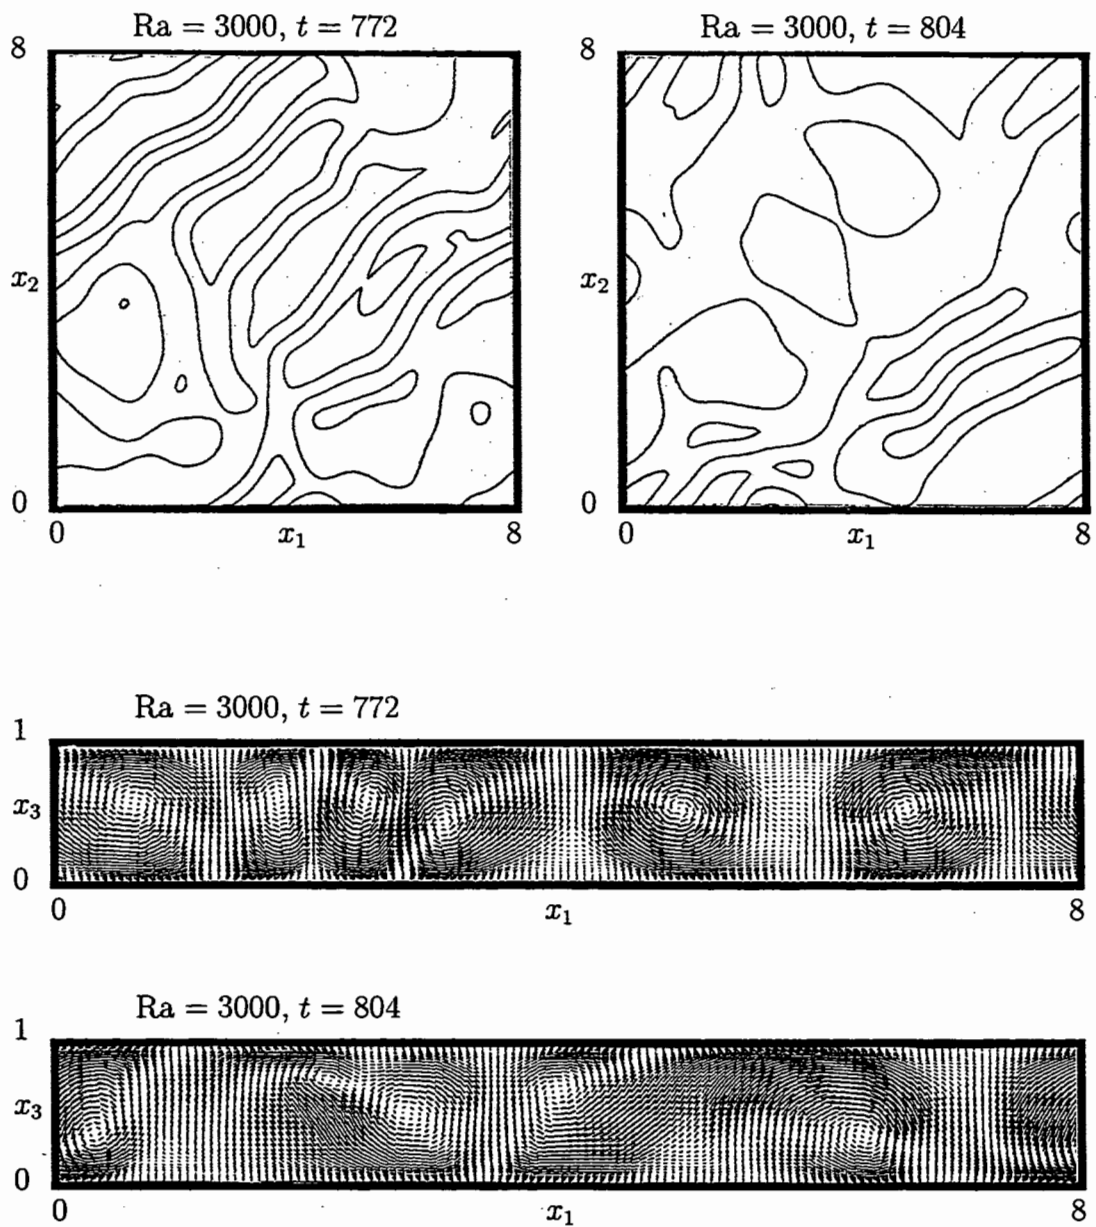 Ra = 3000, t = 772
8
x₂
0
0 x₁ 8
Ra = 3000, t = 804
8
x₂
0
0 x₁ 8
Ra = 3000, t = 772
1
x₃
0
0 x₁ 8
Ra = 3000, t = 804
1
x₃
0
0 x₁ 8